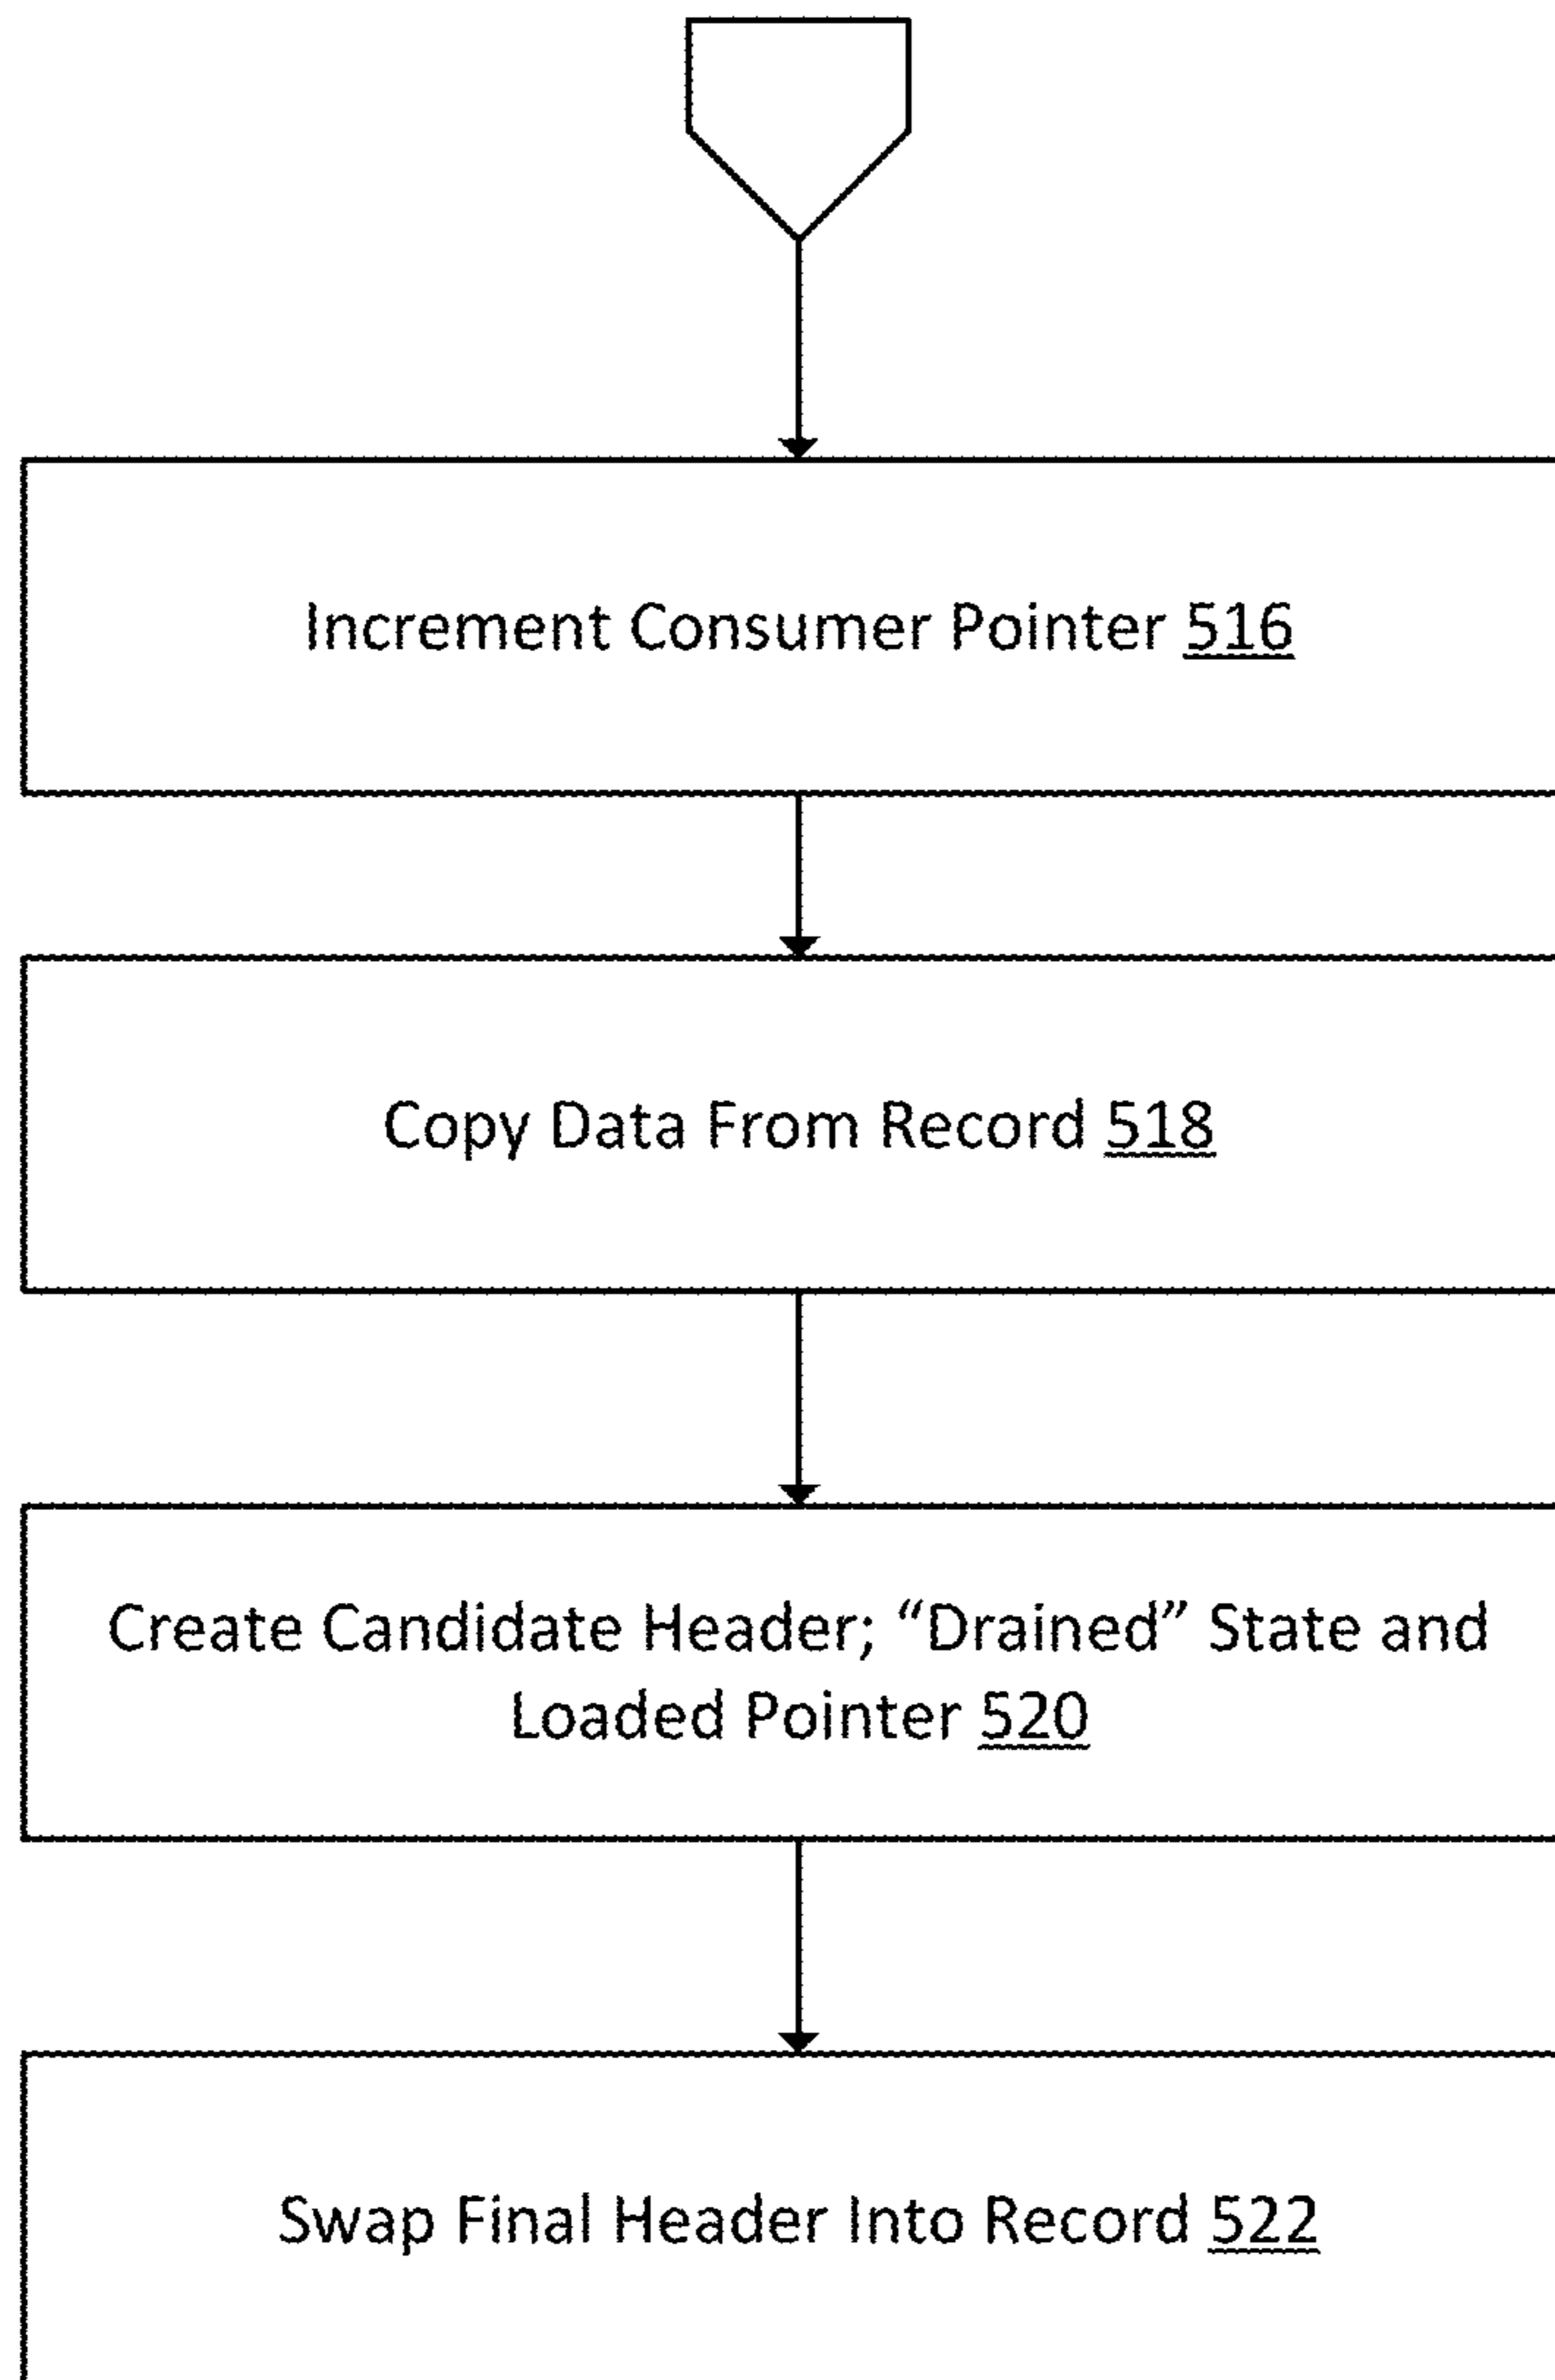 Increment Consumer Pointer 516
Copy Data From Record 518
Create Candidate Header; “Drained” State and
Loaded Pointer 520
Swap Final Header Into Record 522